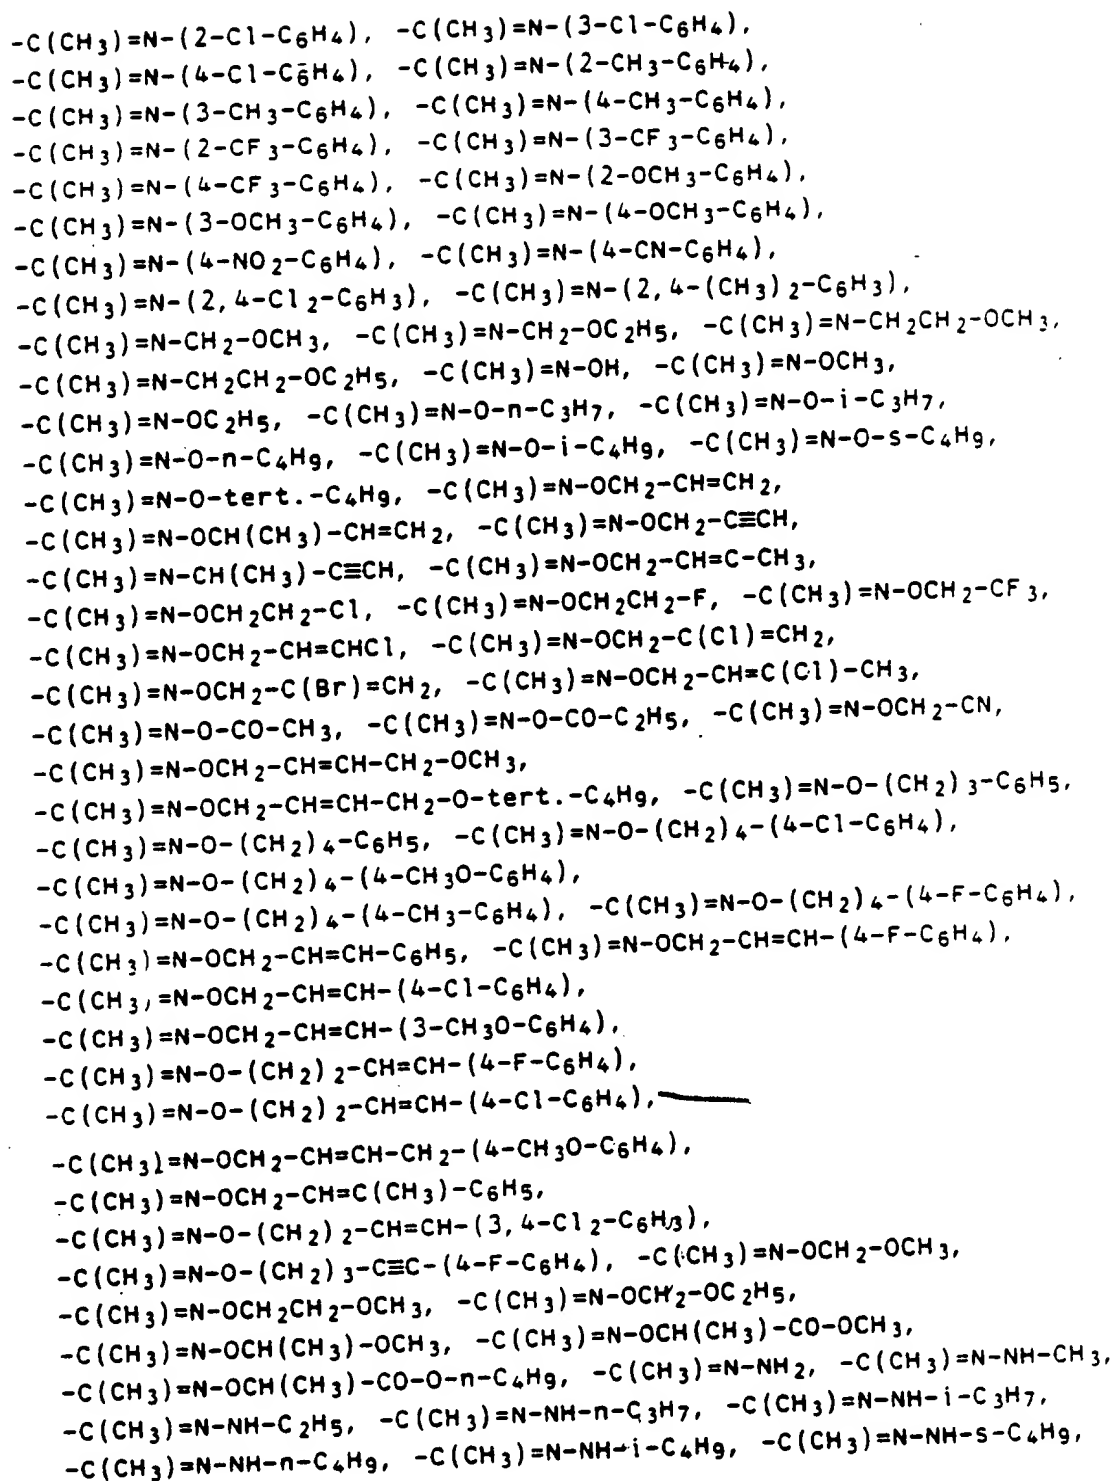 -C(CH3)=N-(2-Cl-C6H4), -C(CH3)=N-(3-Cl-C6H4),
-C(CH3)=N-(4-Cl-C6H4), -C(CH3)=N-(2-CH3-C6H4),
-C(CH3)=N-(3-CH3-C6H4), -C(CH3)=N-(4-CH3-C6H4),
-C(CH3)=N-(2-CF3-C6H4), -C(CH3)=N-(3-CF3-C6H4),
-C(CH3)=N-(4-CF3-C6H4), -C(CH3)=N-(2-OCH3-C6H4),
-C(CH3)=N-(3-OCH3-C6H4), -C(CH3)=N-(4-OCH3-C6H4),
-C(CH3)=N-(4-NO2-C6H4), -C(CH3)=N-(4-CN-C6H4),
-C(CH3)=N-(2,4-Cl2-C6H3), -C(CH3)=N-(2,4-(CH3)2-C6H3),
-C(CH3)=N-CH2-OCH3, -C(CH3)=N-CH2-OC2H5, -C(CH3)=N-CH2CH2-OCH3,
-C(CH3)=N-CH2CH2-OC2H5, -C(CH3)=N-OH, -C(CH3)=N-OCH3,
-C(CH3)=N-OC2H5, -C(CH3)=N-O-n-C3H7, -C(CH3)=N-O-i-C3H7,
-C(CH3)=N-O-n-C4H9, -C(CH3)=N-O-i-C4H9, -C(CH3)=N-O-s-C4H9,
-C(CH3)=N-O-tert.-C4H9, -C(CH3)=N-OCH2-CH=CH2,
-C(CH3)=N-OCH(CH3)-CH=CH2, -C(CH3)=N-OCH2-C≡CH,
-C(CH3)=N-CH(CH3)-C≡CH, -C(CH3)=N-OCH2-CH=C-CH3,
-C(CH3)=N-OCH2CH2-Cl, -C(CH3)=N-OCH2CH2-F, -C(CH3)=N-OCH2-CF3,
-C(CH3)=N-OCH2-CH=CHCl, -C(CH3)=N-OCH2-C(Cl)=CH2,
-C(CH3)=N-OCH2-C(Br)=CH2, -C(CH3)=N-OCH2-CH=C(Cl)-CH3,
-C(CH3)=N-O-CO-CH3, -C(CH3)=N-O-CO-C2H5, -C(CH3)=N-OCH2-CN,
-C(CH3)=N-OCH2-CH=CH-CH2-OCH3,
-C(CH3)=N-OCH2-CH=CH-CH2-O-tert.-C4H9, -C(CH3)=N-O-(CH2)3-C6H5,
-C(CH3)=N-O-(CH2)4-C6H5, -C(CH3)=N-O-(CH2)4-(4-Cl-C6H4),
-C(CH3)=N-O-(CH2)4-(4-CH3O-C6H4),
-C(CH3)=N-O-(CH2)4-(4-CH3-C6H4), -C(CH3)=N-O-(CH2)4-(4-F-C6H4),
-C(CH3)=N-OCH2-CH=CH-C6H5, -C(CH3)=N-OCH2-CH=CH-(4-F-C6H4),
-C(CH3)=N-OCH2-CH=CH-(4-Cl-C6H4),
-C(CH3)=N-OCH2-CH=CH-(3-CH3O-C6H4),
-C(CH3)=N-O-(CH2)2-CH=CH-(4-F-C6H4),
-C(CH3)=N-O-(CH2)2-CH=CH-(4-Cl-C6H4),
-C(CH3)=N-OCH2-CH=CH-CH2-(4-CH3O-C6H4),
-C(CH3)=N-OCH2-CH=C(CH3)-C6H5,
-C(CH3)=N-O-(CH2)2-CH=CH-(3,4-Cl2-C6H3),
-C(CH3)=N-O-(CH2)3-C≡C-(4-F-C6H4), -C(CH3)=N-OCH2-OCH3,
-C(CH3)=N-OCH2CH2-OCH3, -C(CH3)=N-OCH2-OC2H5,
-C(CH3)=N-OCH(CH3)-OCH3, -C(CH3)=N-OCH(CH3)-CO-OCH3,
-C(CH3)=N-OCH(CH3)-CO-O-n-C4H9, -C(CH3)=N-NH2, -C(CH3)=N-NH-CH3,
-C(CH3)=N-NH-C2H5, -C(CH3)=N-NH-n-C3H7, -C(CH3)=N-NH-i-C3H7,
-C(CH3)=N-NH-n-C4H9, -C(CH3)=N-NH-i-C4H9, -C(CH3)=N-NH-s-C4H9,